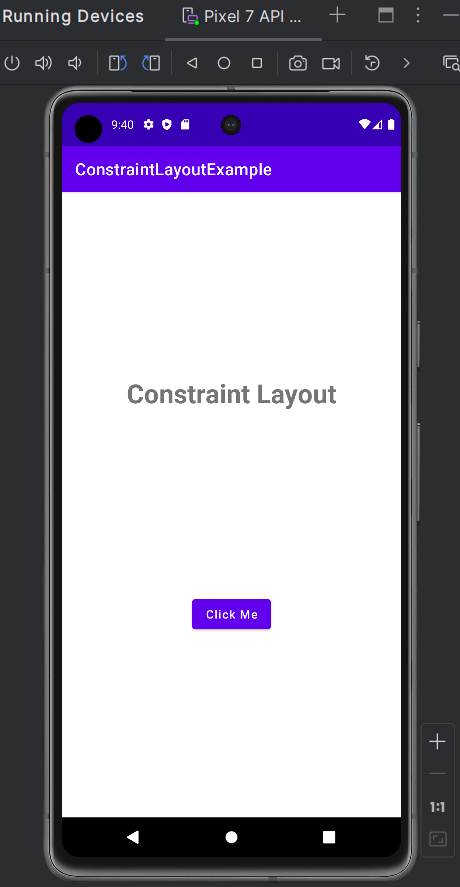 Running Devices
Pixel 7 API ...
9:40
ConstraintLayoutExample
Constraint Layout
Click Me
1:1